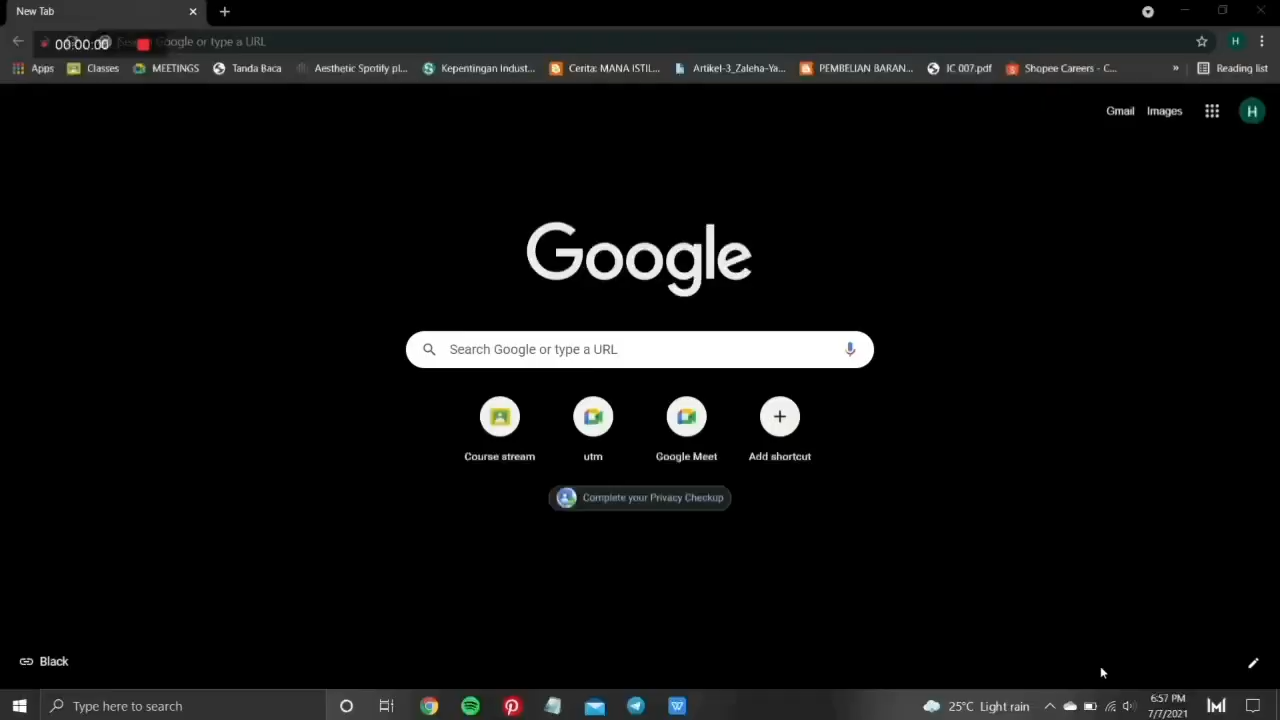 New Tab
00:00:00
Google or type a URL
H
Apps
Classes
MEETINGS
Tanda Baca
Aesthetic Spotify pl...
Kepentingan Indust...
Cerita: MANA ISTIL...
Artikel-3_Zaleha-Ya...
PEMBELIAN BARAN...
IC 007.pdf
Shopee Careers - C...
»
Reading list
Gmail
Images
H
Google
Search Google or type a URL
Course stream
utm
Google Meet
Add shortcut
Complete your Privacy Checkup
Black
Type here to search
25°C Light rain
6:57 PM
7/7/2021